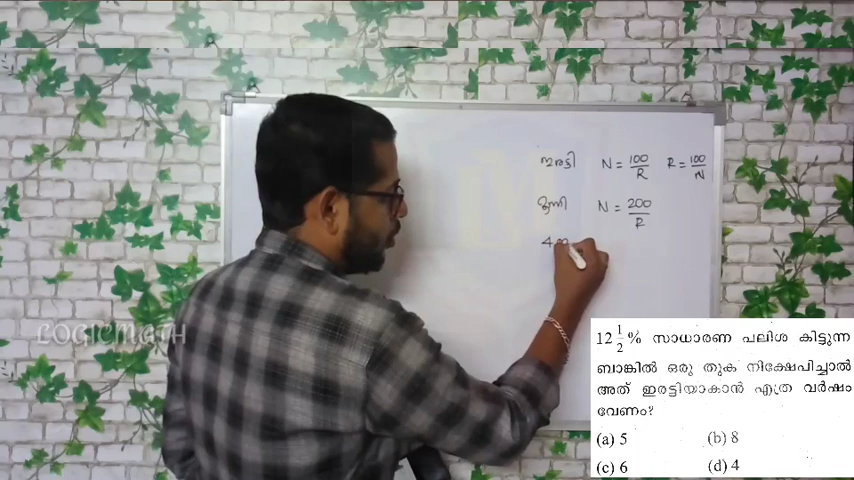 ഇരട്ടി N = 100/R R = 100/N
N = 200/R
4
LOGICMATH
12 1/2 % സാധാരണ പലിശ കിട്ടുന്ന
ബാങ്കിൽ ഒരു തുക നിക്ഷേപിച്ചാൽ
അത് ഇരട്ടിയാകാൻ എത്ര വർഷം
വേണം?
(a) 5 (b) 8
(c) 6 (d) 4